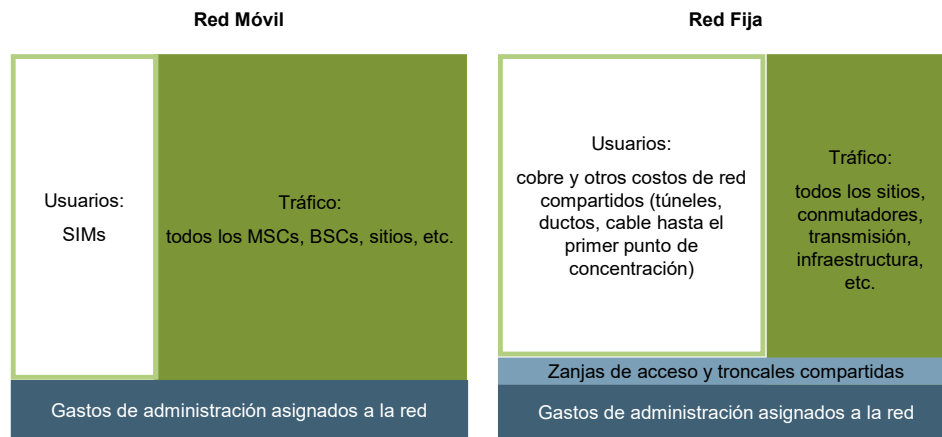 Red Móvil
Usuarios:
SIMs
Tráfico:
todos los MSCs, BSCs, sitios, etc.
Gastos de administración asignados a la red
Red Fija
Usuarios:
cobre y otros costos de red
compartidos (túneles,
ductos, cable hasta el
primer punto de
concentración)
Tráfico:
todos los sitios,
conmutadores,
transmisión,
infraestructura,
etc.
Zanjas de acceso y troncales compartidas
Gastos de administración asignados a la red